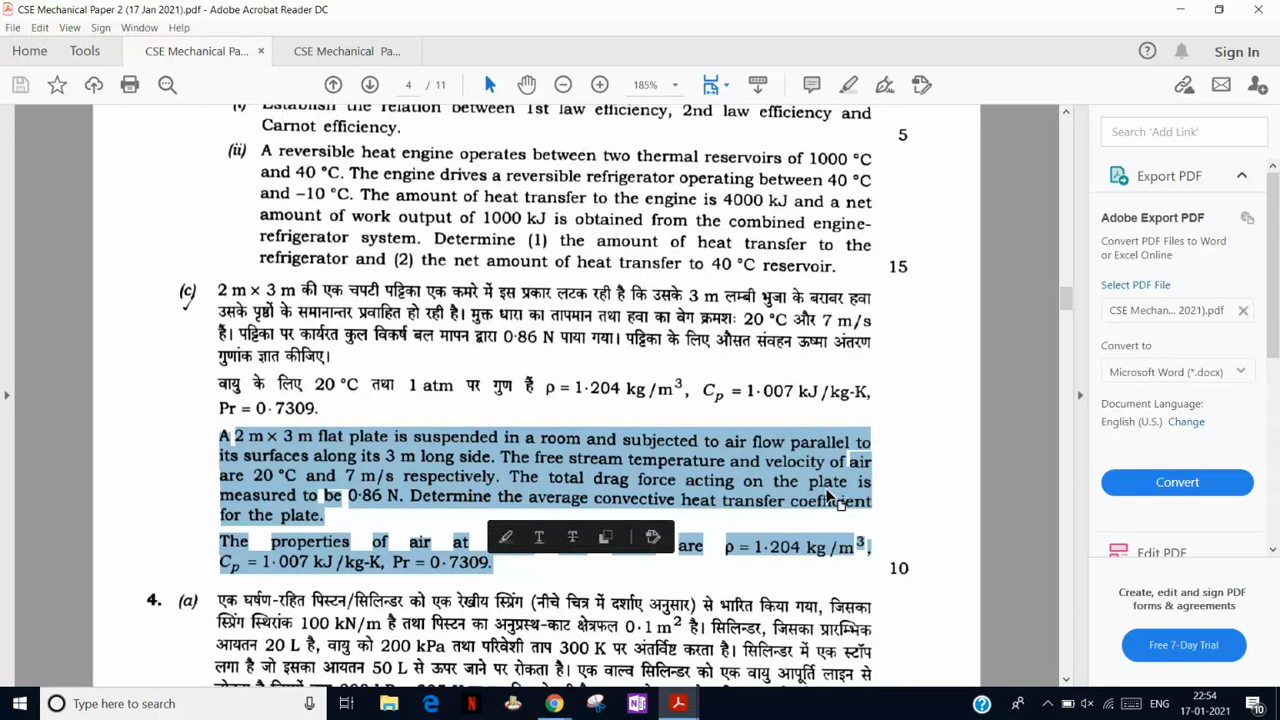 CSE Mechanical Paper 2 (17 Jan 2021).pdf - Adobe Acrobat Reader DC
File Edit View Sign Window Help
Home Tools CSE Mechanical Pa... × CSE Mechanical Pa... Sign In
4 / 11 185%
(i) Establish the relation between 1st law efficiency, 2nd law efficiency and
Carnot efficiency. 5
(ii) A reversible heat engine operates between two thermal reservoirs of 1000 °C
and 40 °C. The engine drives a reversible refrigerator operating between 40 °C
and −10 °C. The amount of heat transfer to the engine is 4000 kJ and a net
amount of work output of 1000 kJ is obtained from the combined engine-
refrigerator system. Determine (1) the amount of heat transfer to the
refrigerator and (2) the net amount of heat transfer to 40 °C reservoir. 15
(c) 2 m × 3 m की एक चपटी पट्टिका एक कमरे में इस प्रकार लटक रही है कि उसके 3 m लम्बी भुजा के बराबर हवा
उसके पृष्ठों के समानान्तर प्रवाहित हो रही है। मुक्त धारा का तापमान तथा हवा का वेग क्रमशः 20 °C और 7 m/s
हैं। पट्टिका पर कार्यरत कुल विकर्ष बल मापन द्वारा 0·86 N पाया गया। पट्टिका के लिए औसत संवहन ऊष्मा अंतरण
गुणांक ज्ञात कीजिए।
वायु के लिए 20 °C तथा 1 atm पर गुण हैं ρ = 1·204 kg/m³, Cp = 1·007 kJ/kg-K,
Pr = 0·7309.
A 2 m × 3 m flat plate is suspended in a room and subjected to air flow parallel to
its surfaces along its 3 m long side. The free stream temperature and velocity of air
are 20 °C and 7 m/s respectively. The total drag force acting on the plate is
measured to be 0·86 N. Determine the average convective heat transfer coefficient
for the plate.
The properties of air at are ρ = 1·204 kg/m³,
Cp = 1·007 kJ/kg-K, Pr = 0·7309. 10
4. (a) एक घर्षण-रहित पिस्टन/सिलिन्डर को एक रेखीय स्प्रिंग (नीचे चित्र में दर्शाए अनुसार) से भारित किया गया, जिसका
स्प्रिंग स्थिरांक 100 kN/m है तथा पिस्टन का अनुप्रस्थ-काट क्षेत्रफल 0·1 m² है। सिलिन्डर, जिसका प्रारम्भिक
आयतन 20 L है, वायु को 200 kPa तथा परिवेशी ताप 300 K पर अंतर्विष्ट करता है। सिलिन्डर में एक स्टॉप
लगा है जो इसका आयतन 50 L से ऊपर जाने पर रोकता है। एक वाल्व सिलिन्डर को एक वायु आपूर्ति लाइन से
Search 'Add Link'
Export PDF
Adobe Export PDF
Convert PDF Files to Word
or Excel Online
Select PDF File
CSE Mechan... 2021).pdf ×
Convert to
Microsoft Word (*.docx)
Document Language:
English (U.S.) Change
Convert
Edit PDF
Create, edit and sign PDF
forms & agreements
Free 7-Day Trial
Type here to search
ENG
22:54
17-01-2021
10